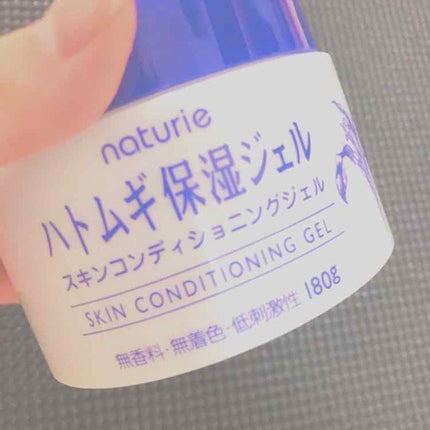 naturie
ハトムギ保湿ジェル
スキンコンディショニングジェル
SKIN CONDITIONING GEL 180g
無香料・無着色・低刺激性